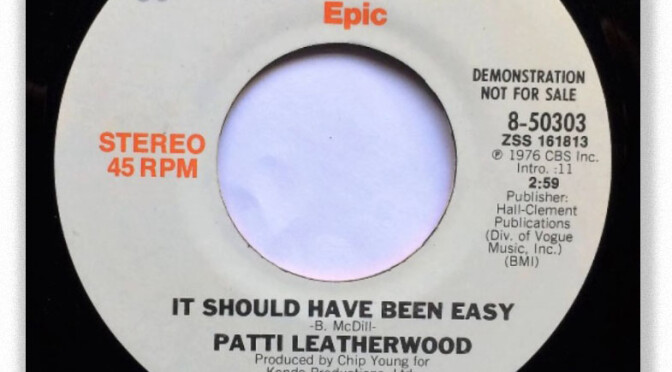 Epic
STEREO
45 RPM
DEMONSTRATION
NOT FOR SALE
8-50303
ZSS 161813
℗ 1976 CBS Inc.
Intro. :11
2:59
Publisher:
Hall-Clement
Publications
(Div. of Vogue
Music, Inc.)
(BMI)
IT SHOULD HAVE BEEN EASY
-B. McDill-
PATTI LEATHERWOOD
Produced by Chip Young for
Productions, Ltd.